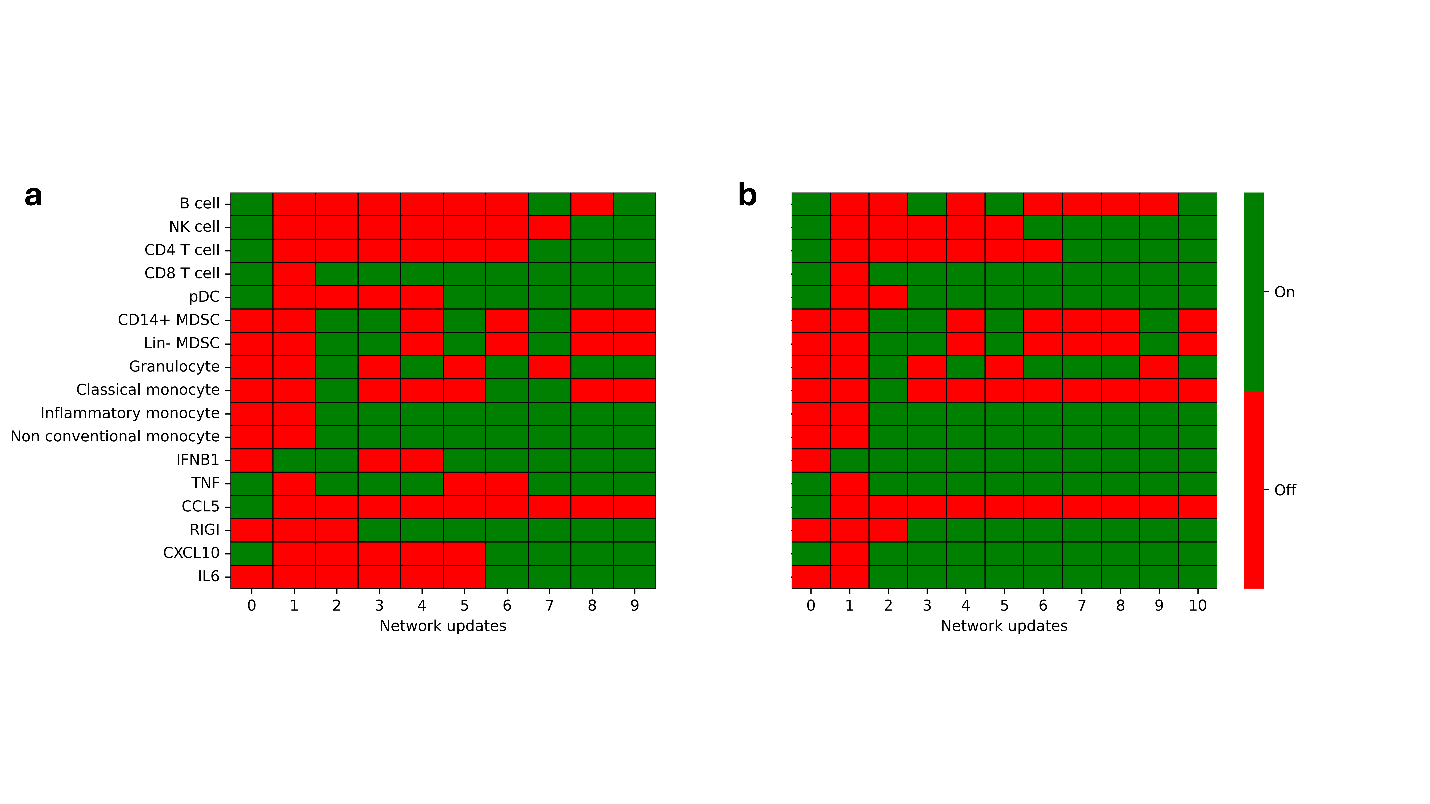 a
B cell
NK cell
CD4 T cell
CD8 T cell
pDC
CD14+ MDSC
Lin- MDSC
Granulocyte
Classical monocyte
Inflammatory monocyte
Non conventional monocyte
IFNB1
TNF
CCL5
RIGI
CXCL10
IL6
0 1 2 3 4 5 6 7 8 9
Network updates
b
0 1 2 3 4 5 6 7 8 9 10
Network updates
On
Off